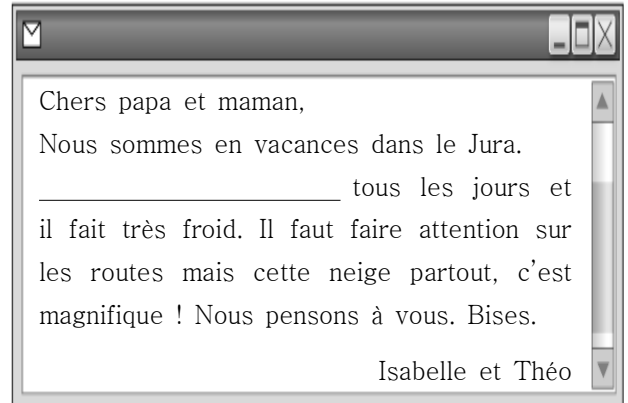 Chers papa et maman,
Nous sommes en vacances dans le Jura.
______________________ tous les jours et
il fait très froid. Il faut faire attention sur
les routes mais cette neige partout, c'est
magnifique ! Nous pensons à vous. Bises.
Isabelle et Théo